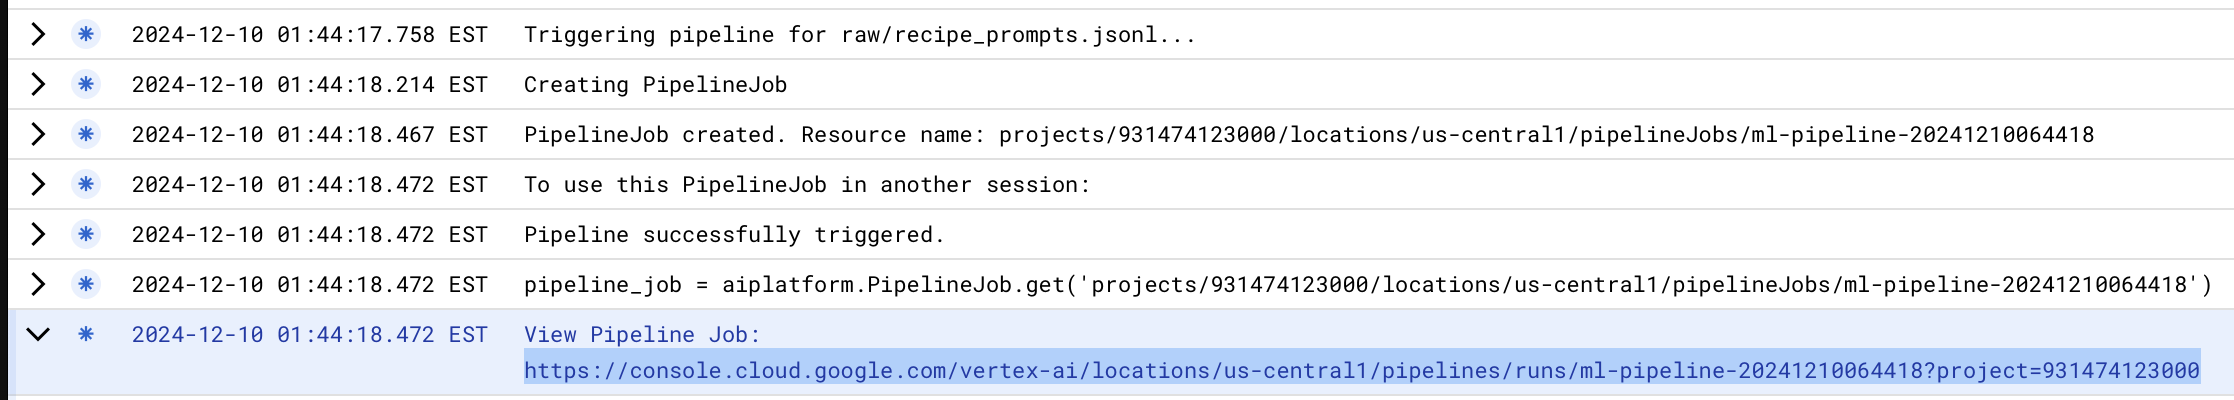 2024-12-10 01:44:17.758 EST Triggering pipeline for raw/recipe_prompts.jsonl...
2024-12-10 01:44:18.214 EST Creating PipelineJob
2024-12-10 01:44:18.467 EST PipelineJob created. Resource name: projects/931474123000/locations/us-central1/pipelineJobs/ml-pipeline-20241210064418
2024-12-10 01:44:18.472 EST To use this PipelineJob in another session:
2024-12-10 01:44:18.472 EST Pipeline successfully triggered.
2024-12-10 01:44:18.472 EST pipeline_job = aiplatform.PipelineJob.get('projects/931474123000/locations/us-central1/pipelineJobs/ml-pipeline-20241210064418')
2024-12-10 01:44:18.472 EST View Pipeline Job:
https://console.cloud.google.com/vertex-ai/locations/us-central1/pipelines/runs/ml-pipeline-20241210064418?project=931474123000